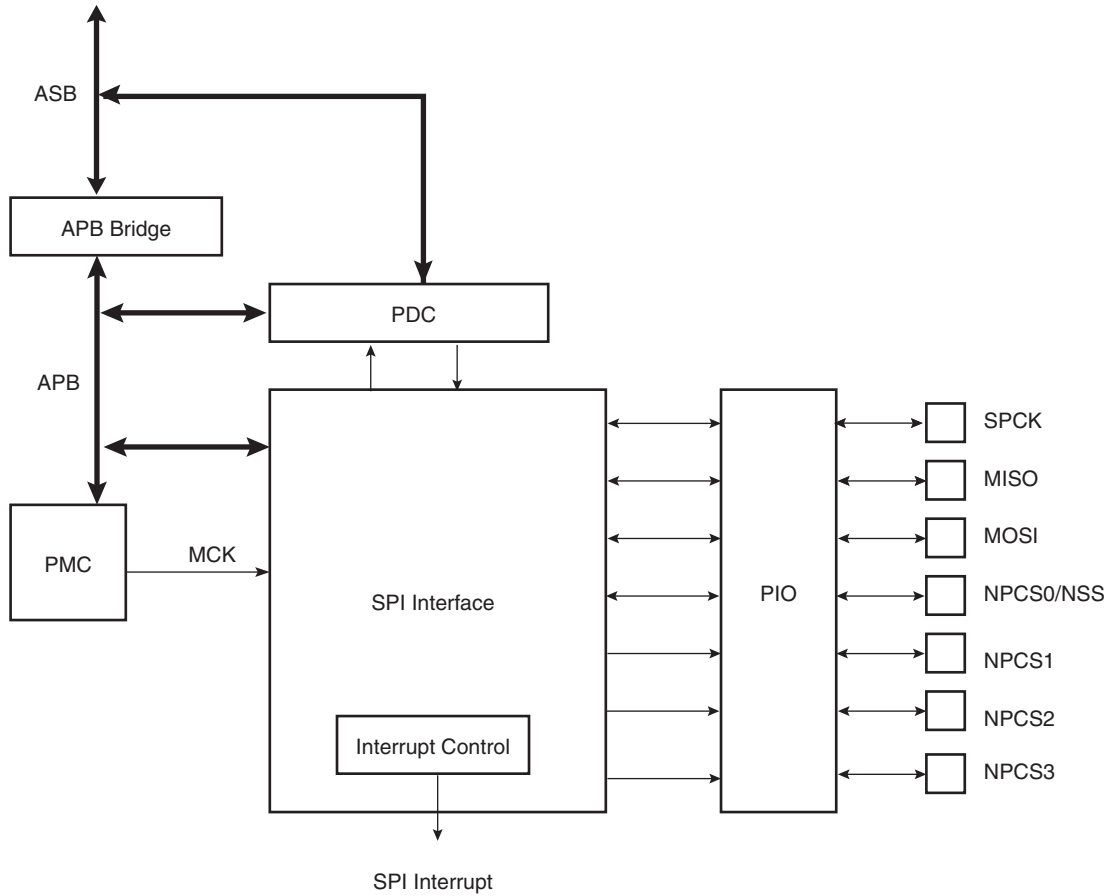 ASB
APB Bridge
PDC
APB
SPCK
MISO
MOSI
PMC
MCK
SPI Interface
PIO
NPCS0/NSS
NPCS1
NPCS2
Interrupt Control
NPCS3
SPI Interrupt